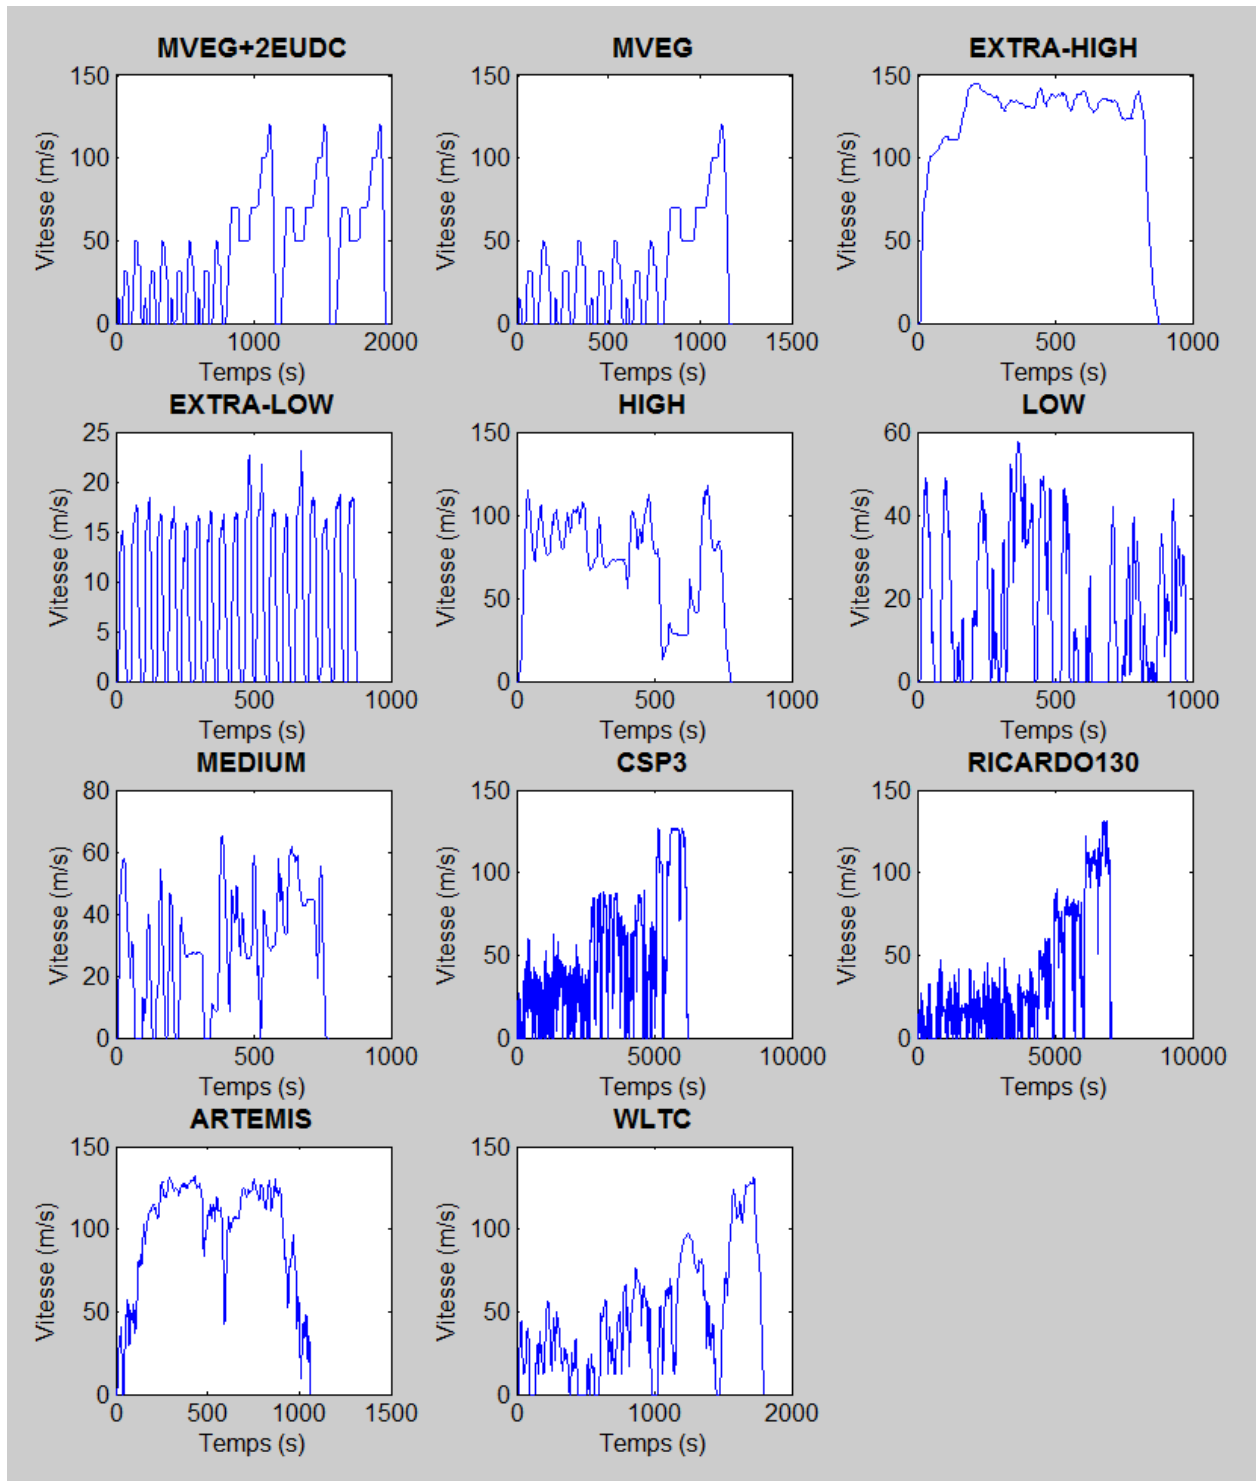 MVEG+2EUDC
150
100
50
0
Vitesse (m/s)
0 1000 2000
Temps (s)
MVEG
150
100
50
0
Vitesse (m/s)
0 500 1000 1500
Temps (s)
EXTRA-HIGH
150
100
50
0
Vitesse (m/s)
0 500 1000
Temps (s)
EXTRA-LOW
25
20
15
10
5
0
Vitesse (m/s)
0 500 1000
Temps (s)
HIGH
150
100
50
0
Vitesse (m/s)
0 500 1000
Temps (s)
LOW
60
40
20
0
Vitesse (m/s)
0 500 1000
Temps (s)
MEDIUM
80
60
40
20
0
Vitesse (m/s)
0 500 1000
Temps (s)
CSP3
150
100
50
0
Vitesse (m/s)
0 5000 10000
Temps (s)
RICARDO130
150
100
50
0
Vitesse (m/s)
0 5000 10000
Temps (s)
ARTEMIS
150
100
50
0
Vitesse (m/s)
0 500 1000 1500
Temps (s)
WLTC
150
100
50
0
Vitesse (m/s)
0 1000 2000
Temps (s)